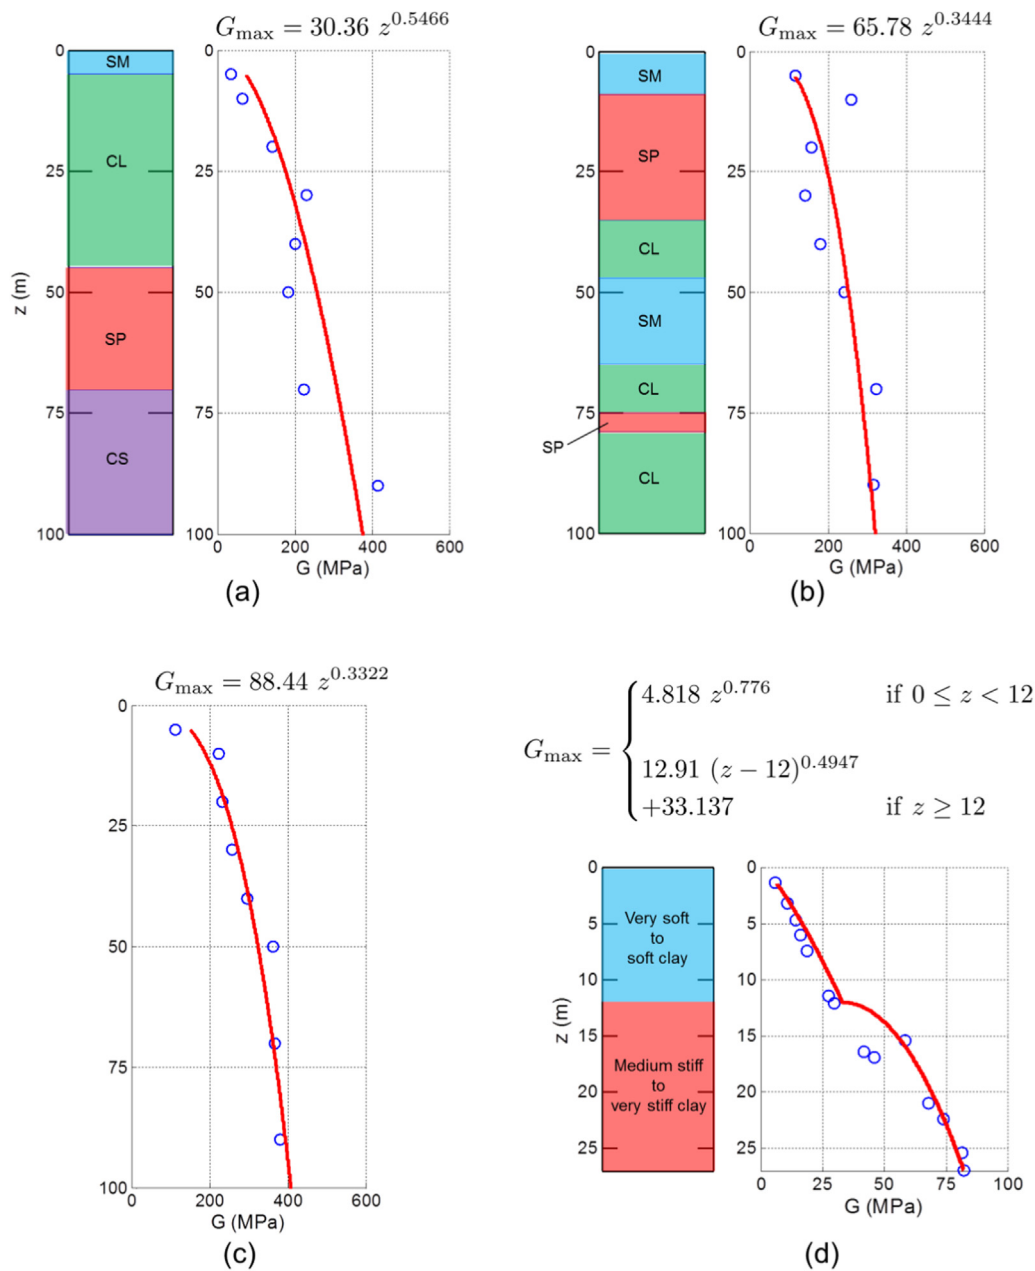 G_max = 30.36 z^0.5466
0
25
50
75
100
z (m)
SM
CL
SP
CS
0
25
50
75
100
0 200 400 600
G (MPa)
(a)
G_max = 65.78 z^0.3444
0
25
50
75
100
SM
SP
CL
SM
CL
SP
CL
0
25
50
75
100
0 200 400 600
G (MPa)
(b)
G_max = 88.44 z^0.3322
0
25
50
75
100
0 200 400 600
G (MPa)
(c)
G_max = { 4.818 z^0.776 if 0 ≤ z < 12
12.91 (z − 12)^0.4947
+33.137 if z ≥ 12
0
5
10
15
20
25
z (m)
Very soft
to
soft clay
Medium stiff
to
very stiff clay
0
5
10
15
20
25
0 25 50 75 100
G (MPa)
(d)